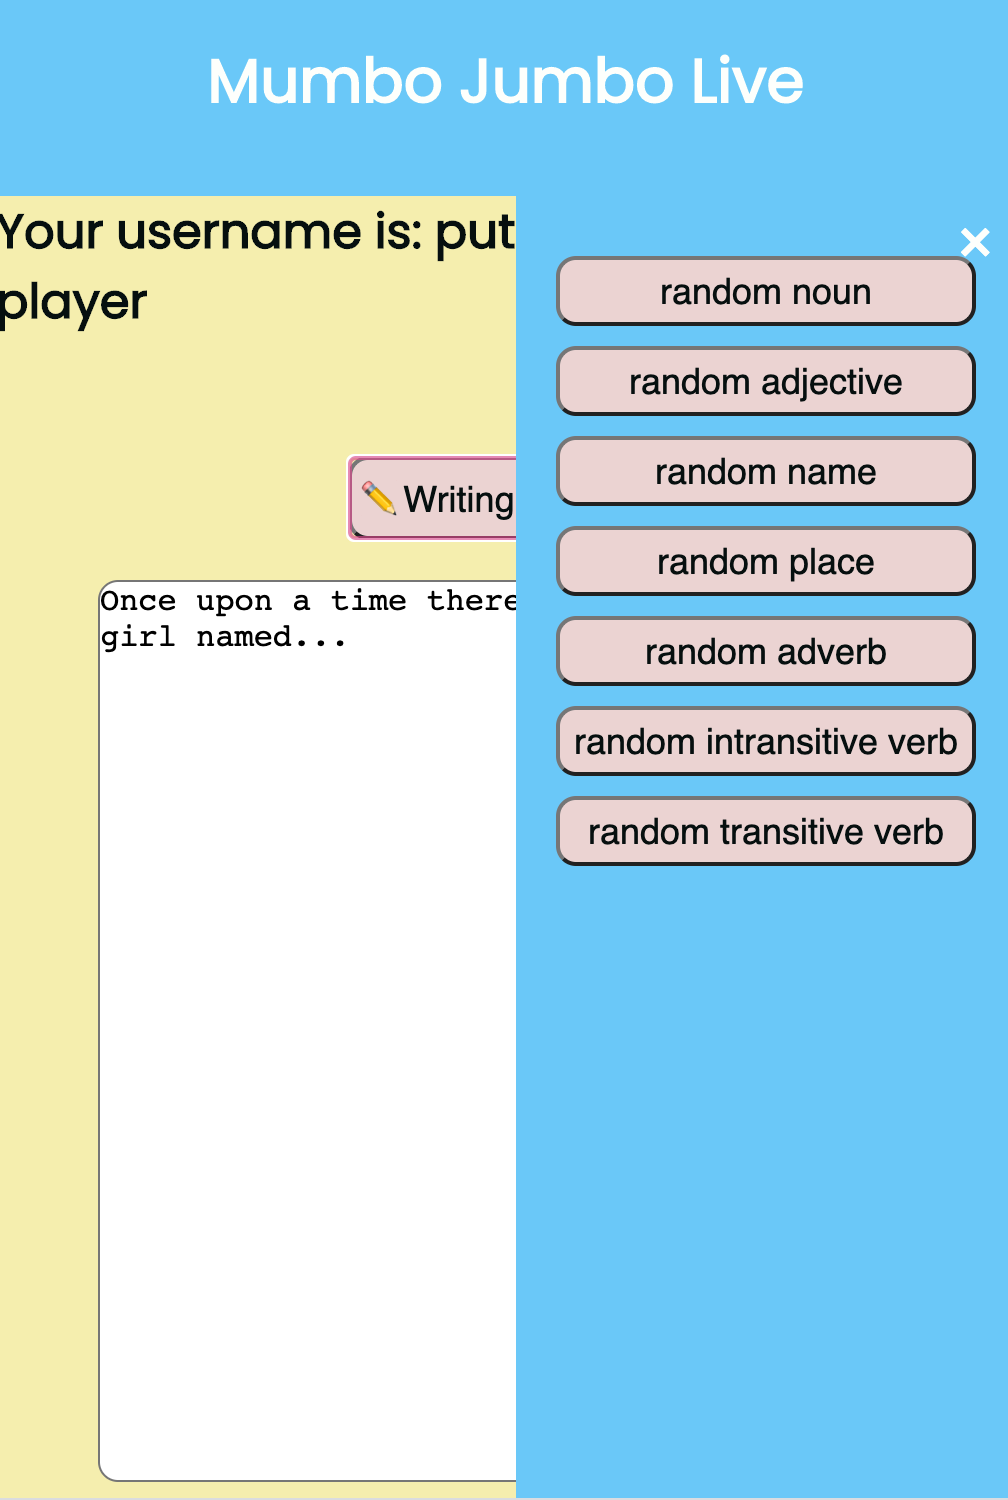 Mumbo Jumbo Live
Your username is: put
player
✏️ Writing
Once upon a time there
girl named...
×
random noun
random adjective
random name
random place
random adverb
random intransitive verb
random transitive verb